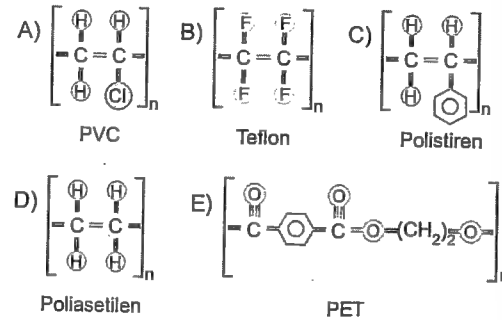 A) H H
C = C
H Cl
n
PVC
B) F F
C = C
F F
n
Teflon
C) H H
C = C
H
n
Polistiren
D) H H
C = C
H H
n
Poliasetilen
E) O O
C C O (CH2)2 O
n
PET